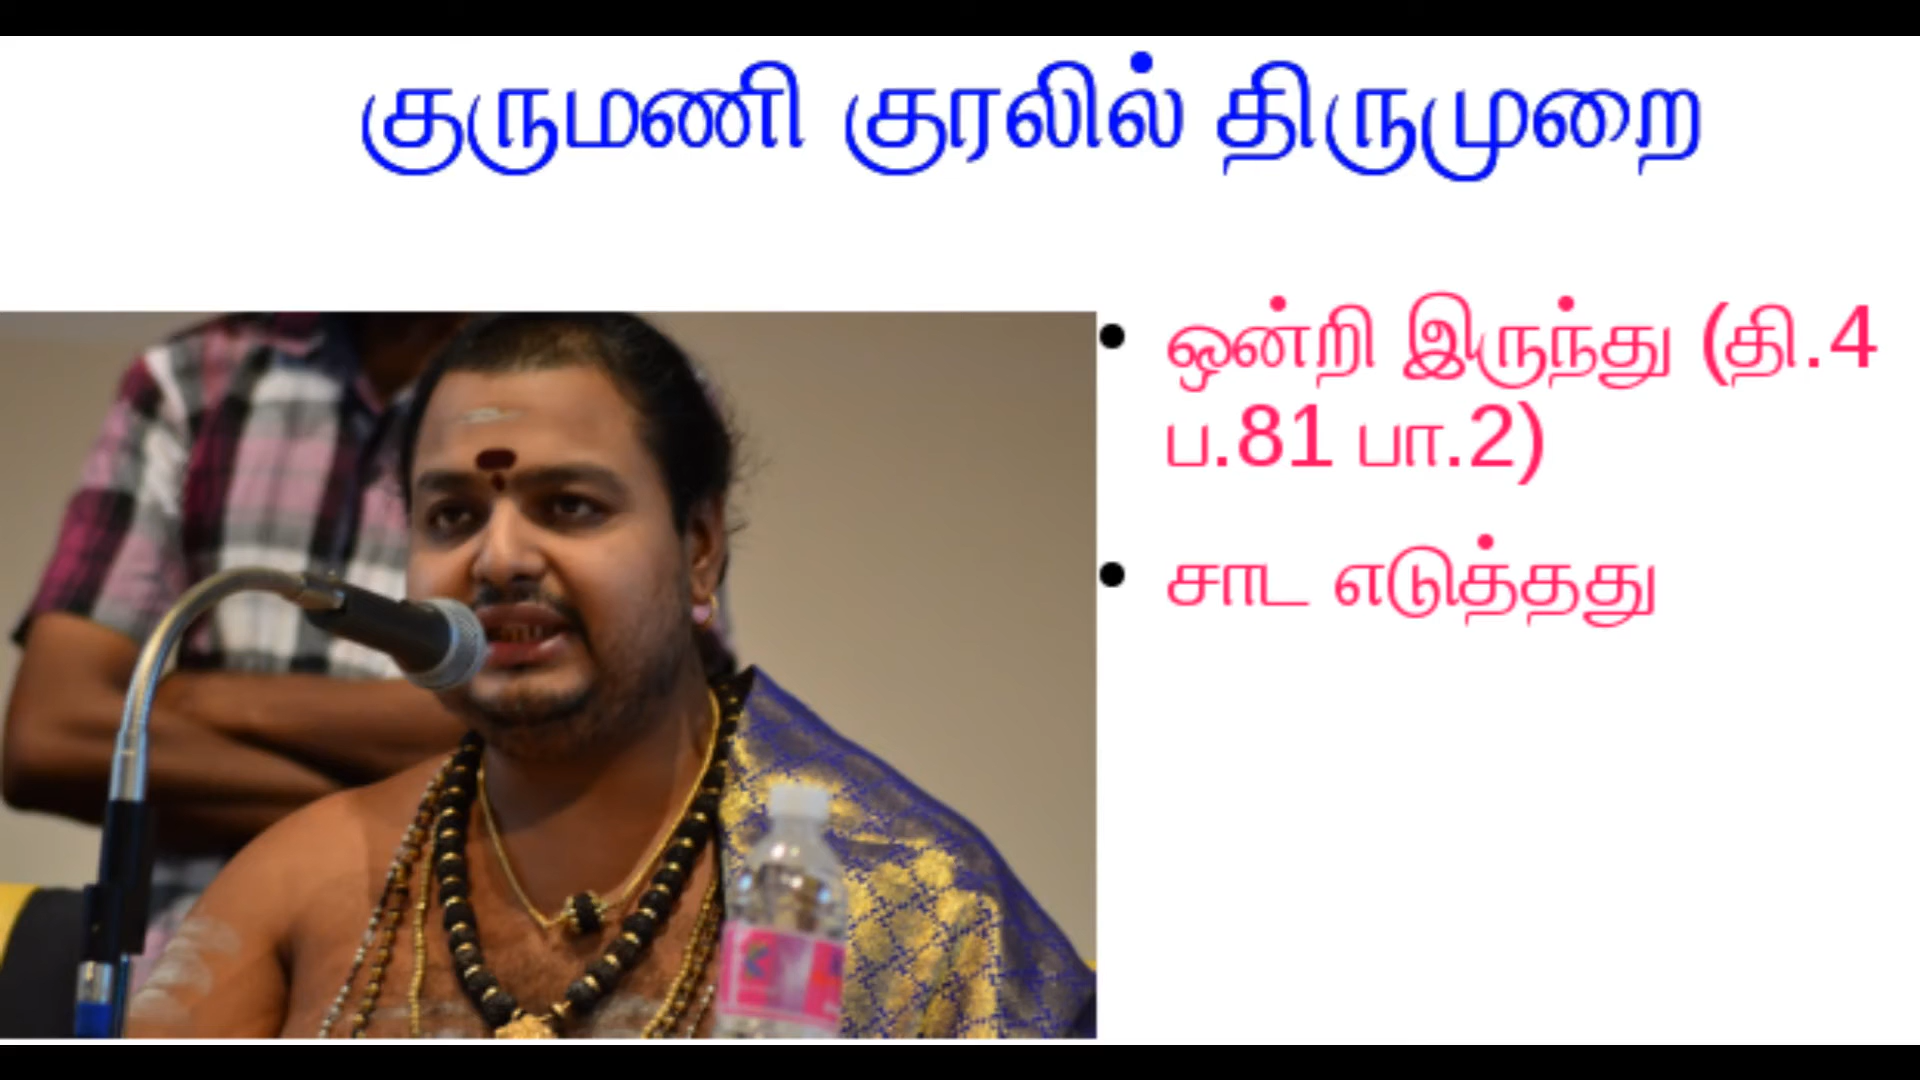 குருமணி குரலில் திருமுறை
• ஒன்றி இருந்து (தி.4
ப.81 பா.2)
• சாட எடுத்தது